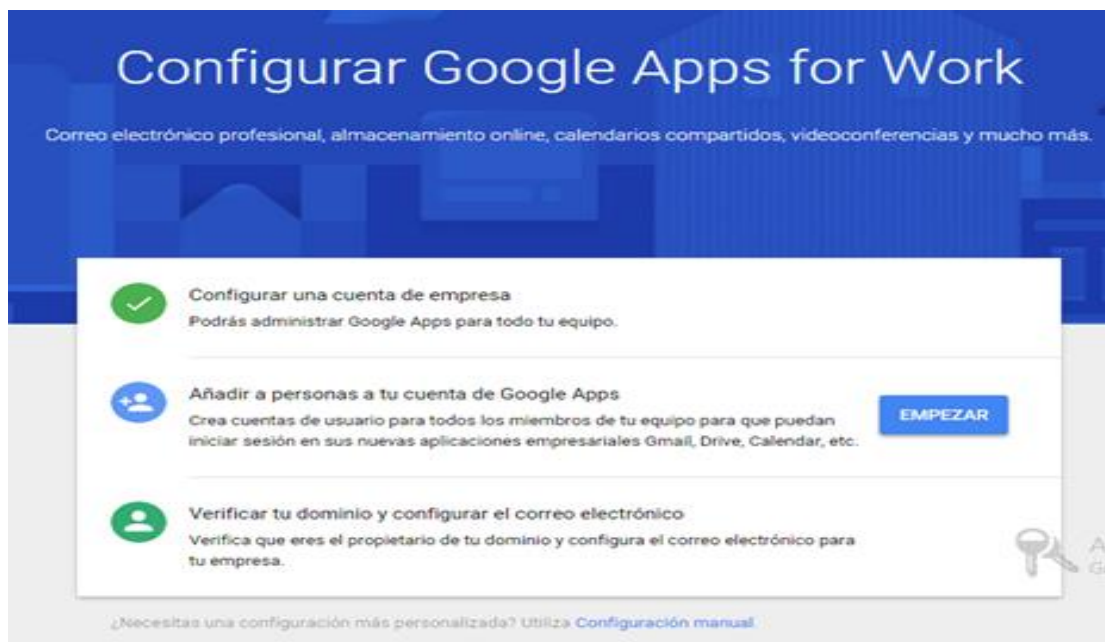 Configurar Google Apps for Work
Correo electrónico profesional, almacenamiento online, calendarios compartidos, videoconferencias y mucho más.
Configurar una cuenta de empresa
Podrás administrar Google Apps para todo tu equipo.
Añadir a personas a tu cuenta de Google Apps
Crea cuentas de usuario para todos los miembros de tu equipo para que puedan
iniciar sesión en sus nuevas aplicaciones empresariales Gmail, Drive, Calendar, etc.
EMPEZAR
Verificar tu dominio y configurar el correo electrónico
Verifica que eres el propietario de tu dominio y configura el correo electrónico para
tu empresa.
¿Necesitas una configuración más personalizada? Utiliza Configuración manual